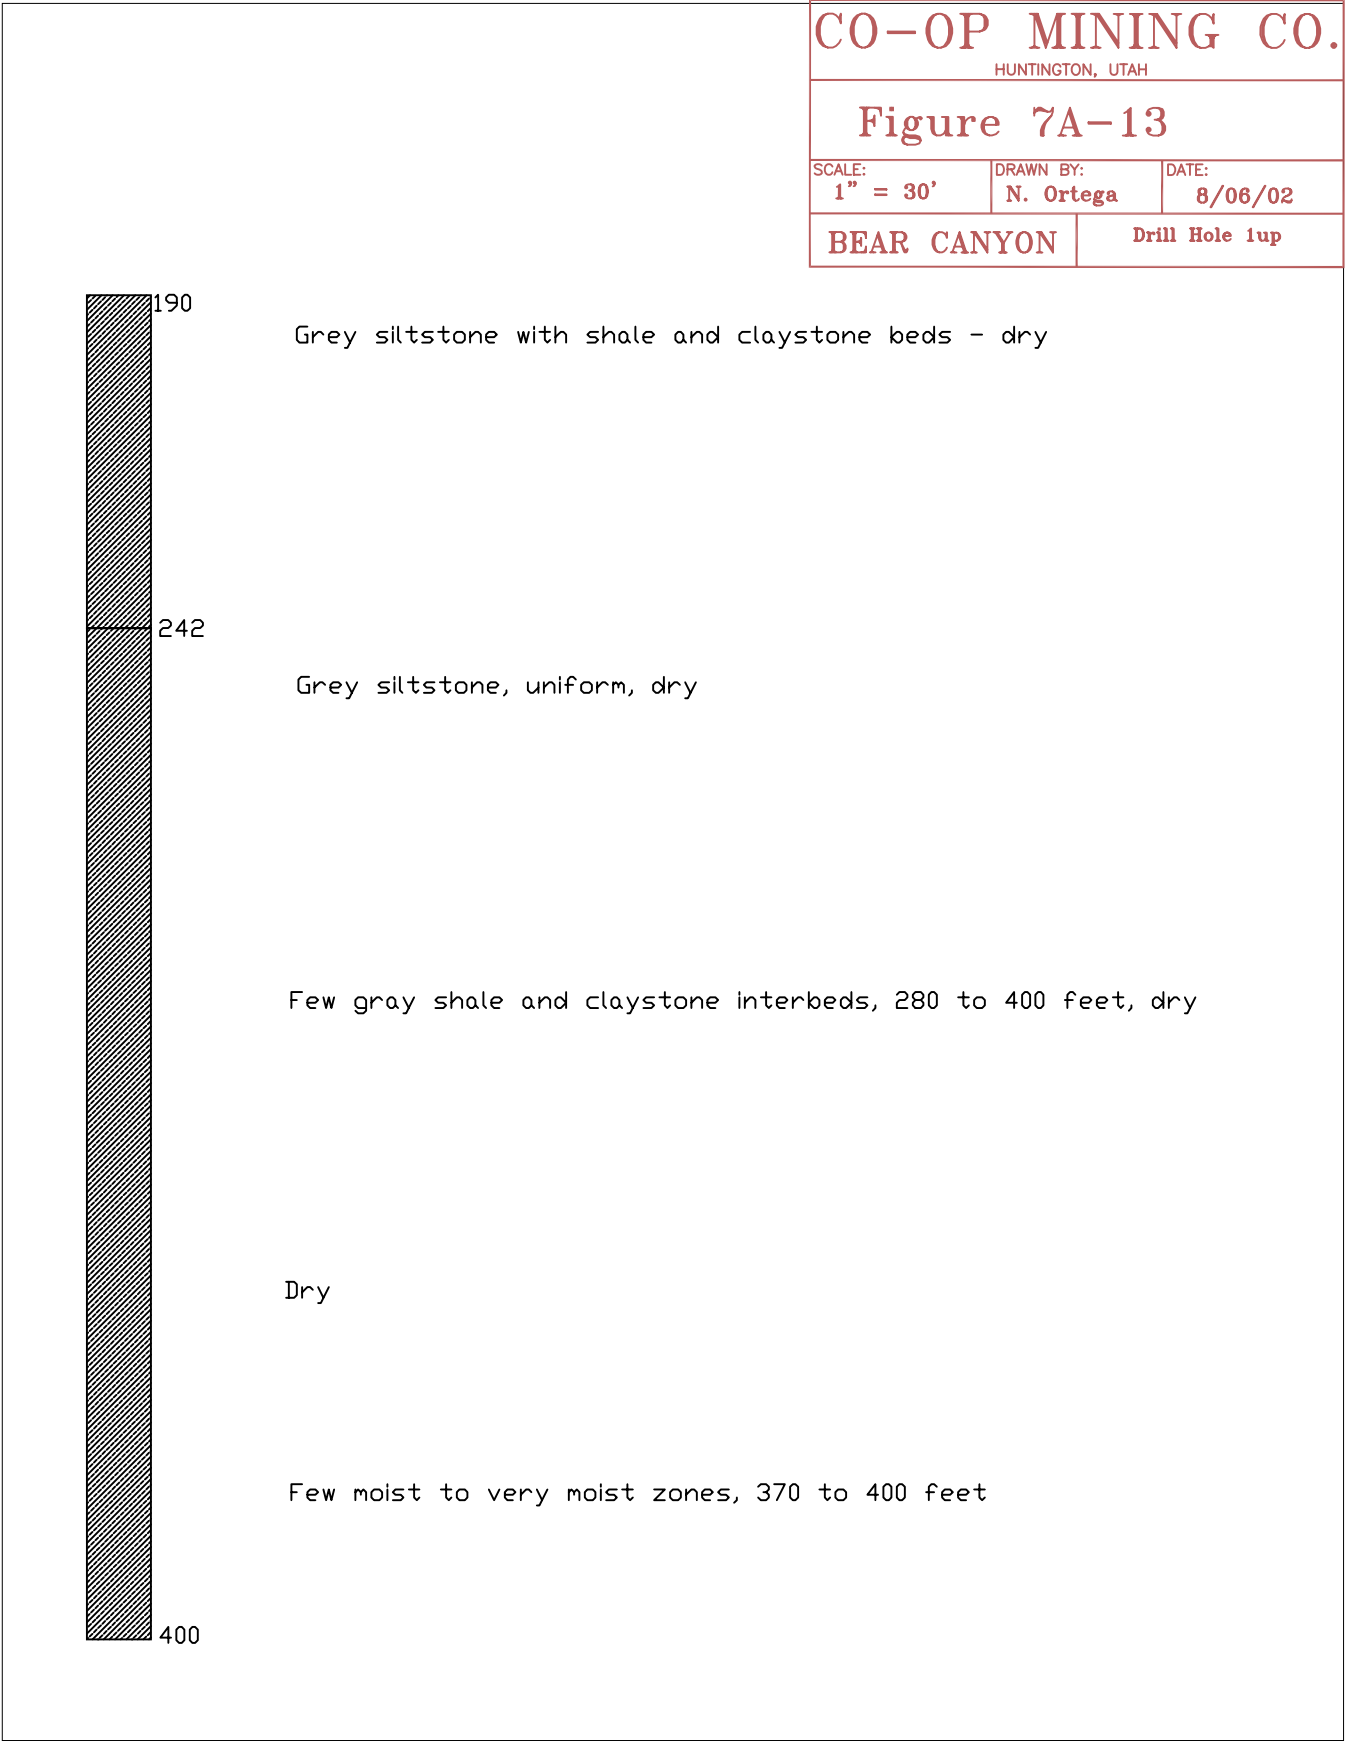 CO-OP MINING CO.
HUNTINGTON, UTAH
Figure 7A-13
SCALE:
1" = 30'
DRAWN BY:
N. Ortega
DATE:
8/06/02
BEAR CANYON
Drill Hole 1up
190
Grey siltstone with shale and claystone beds - dry
242
Grey siltstone, uniform, dry
Few gray shale and claystone interbeds, 280 to 400 feet, dry
Dry
Few moist to very moist zones, 370 to 400 feet
400